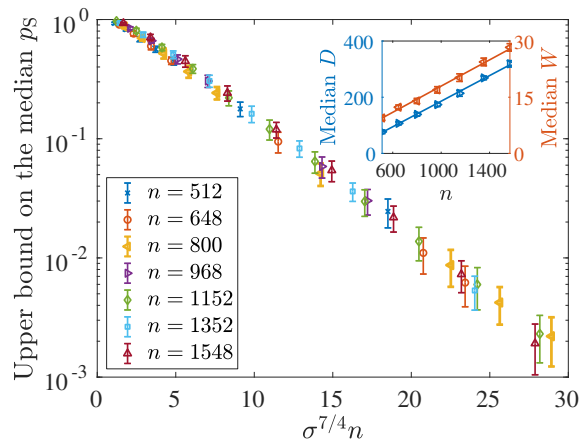 Upper bound on the median p_S
10^0
10^-1
10^-2
10^-3
0 5 10 15 20 25 30
σ^{7/4}n
n = 512
n = 648
n = 800
n = 968
n = 1152
n = 1352
n = 1548
Median D
400
200
0
600 1000 1400
n
30
15
0
Median W